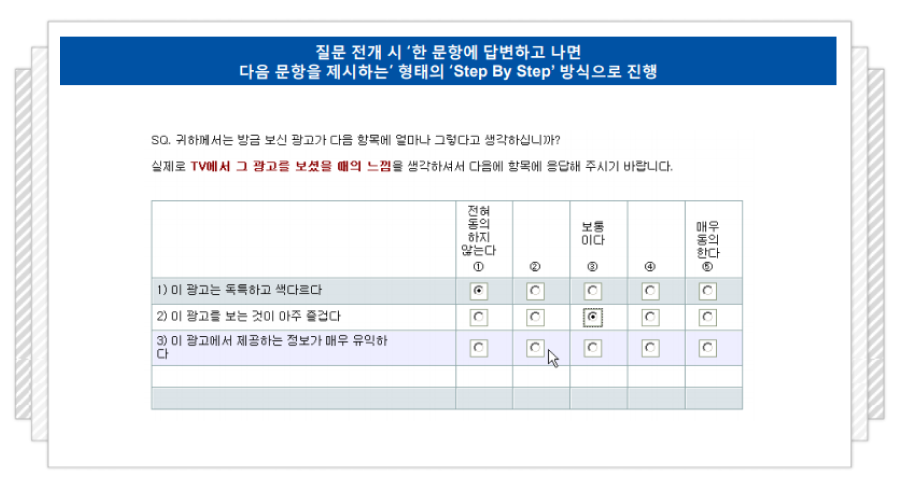 질문 전개 시 ‘한 문항에 답변하고 나면
다음 문항을 제시하는’ 형태의 ‘Step By Step’ 방식으로 진행
SQ. 귀하께서는 방금 보신 광고가 다음 항목에 얼마나 그렇다고 생각하십니까?
실제로 TV에서 그 광고를 보셨을 때의 느낌을 생각하셔서 다음에 항목에 응답해 주시기 바랍니다.
전혀
동의
하지
않는다
①
②
보통
이다
③
④
매우
동의
한다
⑤
1) 이 광고는 독특하고 색다르다
2) 이 광고를 보는 것이 아주 즐겁다
3) 이 광고에서 제공하는 정보가 매우 유익하
다